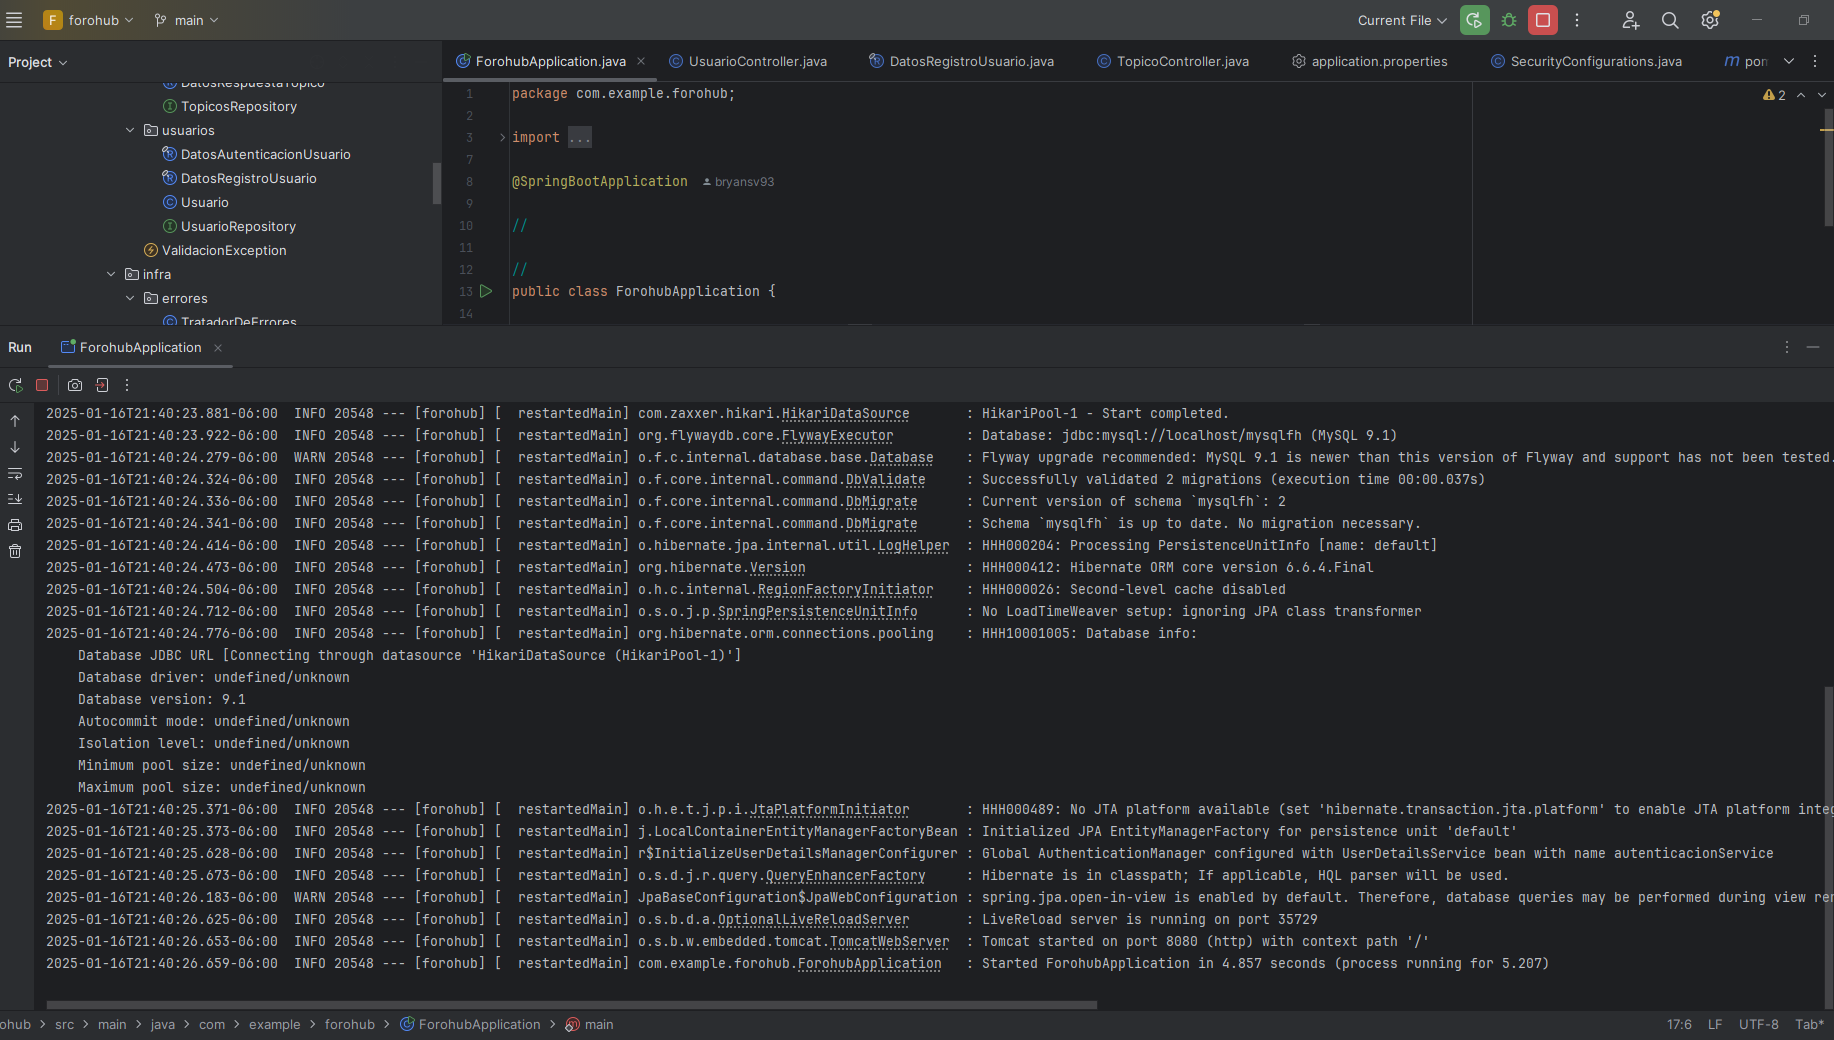 F forohub main Current File
Project
ForohubApplication.java UsuarioController.java DatosRegistroUsuario.java TopicoController.java application.properties SecurityConfigurations.java pon
DatosRespuestaTopico
TopicosRepository
usuarios
DatosAutenticacionUsuario
DatosRegistroUsuario
Usuario
UsuarioRepository
ValidacionException
infra
errores
TratadorDeErrores
1 package com.example.forohub;
2
3 import ...
7
8 @SpringBootApplication bryansv93
9
10 //
11
12 //
13 public class ForohubApplication {
14
2
Run ForohubApplication
2025-01-16T21:40:23.881-06:00 INFO 20548 --- [forohub] [ restartedMain] com.zaxxer.hikari.HikariDataSource : HikariPool-1 - Start completed.
2025-01-16T21:40:23.922-06:00 INFO 20548 --- [forohub] [ restartedMain] org.flywaydb.core.FlywayExecutor : Database: jdbc:mysql://localhost/mysqlfh (MySQL 9.1)
2025-01-16T21:40:24.279-06:00 WARN 20548 --- [forohub] [ restartedMain] o.f.c.internal.database.base.Database : Flyway upgrade recommended: MySQL 9.1 is newer than this version of Flyway and support has not been tested.
2025-01-16T21:40:24.324-06:00 INFO 20548 --- [forohub] [ restartedMain] o.f.core.internal.command.DbValidate : Successfully validated 2 migrations (execution time 00:00.037s)
2025-01-16T21:40:24.336-06:00 INFO 20548 --- [forohub] [ restartedMain] o.f.core.internal.command.DbMigrate : Current version of schema `mysqlfh`: 2
2025-01-16T21:40:24.341-06:00 INFO 20548 --- [forohub] [ restartedMain] o.f.core.internal.command.DbMigrate : Schema `mysqlfh` is up to date. No migration necessary.
2025-01-16T21:40:24.414-06:00 INFO 20548 --- [forohub] [ restartedMain] o.hibernate.jpa.internal.util.LogHelper : HHH000204: Processing PersistenceUnitInfo [name: default]
2025-01-16T21:40:24.473-06:00 INFO 20548 --- [forohub] [ restartedMain] org.hibernate.Version : HHH000412: Hibernate ORM core version 6.6.4.Final
2025-01-16T21:40:24.504-06:00 INFO 20548 --- [forohub] [ restartedMain] o.h.c.internal.RegionFactoryInitiator : HHH000026: Second-level cache disabled
2025-01-16T21:40:24.712-06:00 INFO 20548 --- [forohub] [ restartedMain] o.s.o.j.p.SpringPersistenceUnitInfo : No LoadTimeWeaver setup: ignoring JPA class transformer
2025-01-16T21:40:24.776-06:00 INFO 20548 --- [forohub] [ restartedMain] org.hibernate.orm.connections.pooling : HHH10001005: Database info:
Database JDBC URL [Connecting through datasource 'HikariDataSource (HikariPool-1)']
Database driver: undefined/unknown
Database version: 9.1
Autocommit mode: undefined/unknown
Isolation level: undefined/unknown
Minimum pool size: undefined/unknown
Maximum pool size: undefined/unknown
2025-01-16T21:40:25.371-06:00 INFO 20548 --- [forohub] [ restartedMain] o.h.e.t.j.p.i.JtaPlatformInitiator : HHH000489: No JTA platform available (set 'hibernate.transaction.jta.platform' to enable JTA platform integ
2025-01-16T21:40:25.373-06:00 INFO 20548 --- [forohub] [ restartedMain] j.LocalContainerEntityManagerFactoryBean : Initialized JPA EntityManagerFactory for persistence unit 'default'
2025-01-16T21:40:25.628-06:00 INFO 20548 --- [forohub] [ restartedMain] r$InitializeUserDetailsManagerConfigurer : Global AuthenticationManager configured with UserDetailsService bean with name autenticacionService
2025-01-16T21:40:25.673-06:00 INFO 20548 --- [forohub] [ restartedMain] o.s.d.j.r.query.QueryEnhancerFactory : Hibernate is in classpath; If applicable, HQL parser will be used.
2025-01-16T21:40:26.183-06:00 WARN 20548 --- [forohub] [ restartedMain] JpaBaseConfiguration$JpaWebConfiguration : spring.jpa.open-in-view is enabled by default. Therefore, database queries may be performed during view ren
2025-01-16T21:40:26.625-06:00 INFO 20548 --- [forohub] [ restartedMain] o.s.b.d.a.OptionalLiveReloadServer : LiveReload server is running on port 35729
2025-01-16T21:40:26.653-06:00 INFO 20548 --- [forohub] [ restartedMain] o.s.b.w.embedded.tomcat.TomcatWebServer : Tomcat started on port 8080 (http) with context path '/'
2025-01-16T21:40:26.659-06:00 INFO 20548 --- [forohub] [ restartedMain] com.example.forohub.ForohubApplication : Started ForohubApplication in 4.857 seconds (process running for 5.207)
ohub > src > main > java > com > example > forohub > ForohubApplication > main 17:6 LF UTF-8 Tab*